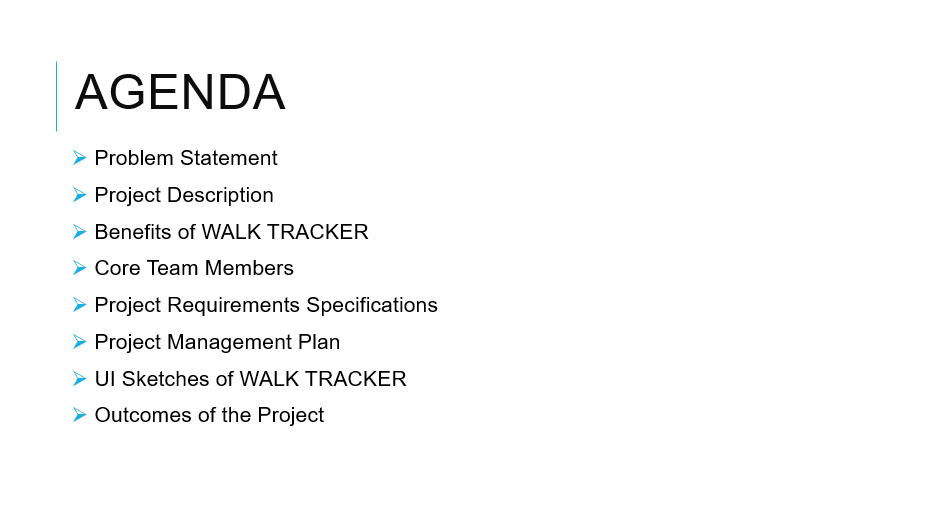 AGENDA
Problem Statement
Project Description
Benefits of WALK TRACKER
Core Team Members
Project Requirements Specifications
Project Management Plan
UI Sketches of WALK TRACKER
Outcomes of the Project